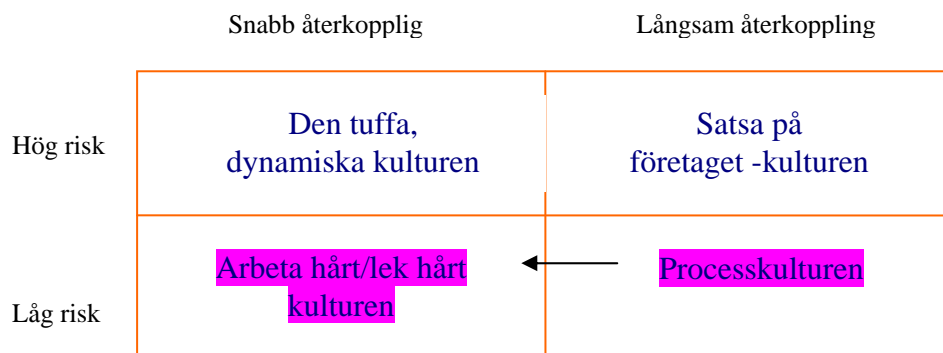 Snabb återkopplig
Långsam återkoppling
Hög risk
Den tuffa,
dynamiska kulturen
Satsa på
företaget -kulturen
Låg risk
Arbeta hårt/lek hårt
kulturen
Processkulturen